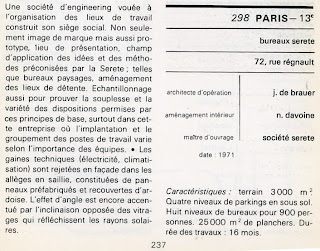 Une société d'engineering vouée à
l'organisation des lieux de travail
construit son siège social. Non seule-
ment image de marque mais aussi pro-
totype, lieu de présentation, champ
d'application des idées et des métho-
des préconisées par la Serete ; telles
que bureaux paysages, aménagement
des lieux de détente. Echantillonnage
aussi pour prouver la souplesse et la
variété des dispositions permises par
ces principes de base, surtout dans cet-
te entreprise où l'implantation et le
groupement des postes de travail varie
selon l'importance des équipes. • Les
gaines techniques (électricité, climati-
sation) sont rejetées en façade dans les
allèges en saillie, constituées de pan-
neaux préfabriqués et recouvertes d'ar-
doise. L'effet d'angle est encore accen-
tué par l'inclinaison opposée des vitra-
ges qui réfléchissent les rayons solai-
res.
298 PARIS—13e
bureaux serete
72, rue régnault
architecte d'opération j. de brauer
aménagement intérieur n. davoine
maître d'ouvrage société serete
date : 1971
Caractéristiques : terrain 3 000 m².
Quatre niveaux de parkings en sous sol.
Huit niveaux de bureaux pour 900 per-
sonnes. 25 000 m² de planchers. Du-
rée des travaux : 16 mois.
237